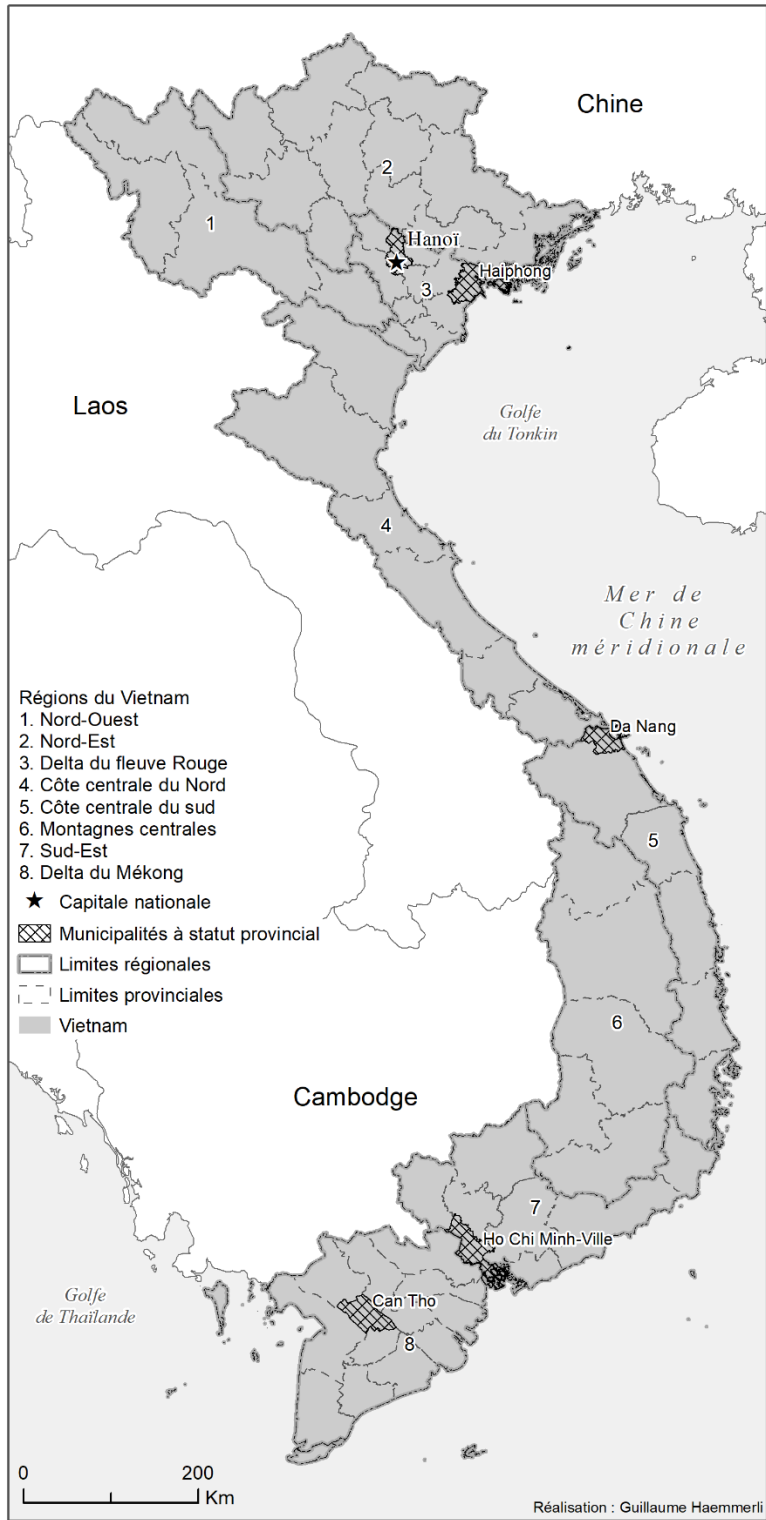 Chine
2
1
Hanoï
Haiphong
3
Laos
Golfe
du Tonkin
4
Mer de
Chine
méridionale
Régions du Vietnam
1. Nord-Ouest
2. Nord-Est
3. Delta du fleuve Rouge
4. Côte centrale du Nord
5. Côte centrale du sud
6. Montagnes centrales
7. Sud-Est
8. Delta du Mékong
Capitale nationale
Municipalités à statut provincial
Limites régionales
Limites provinciales
Vietnam
Da Nang
5
6
Cambodge
7
Ho Chi Minh-Ville
Golfe
de Thaïlande
Can Tho
8
0 200
Km
Réalisation : Guillaume Haemmerli